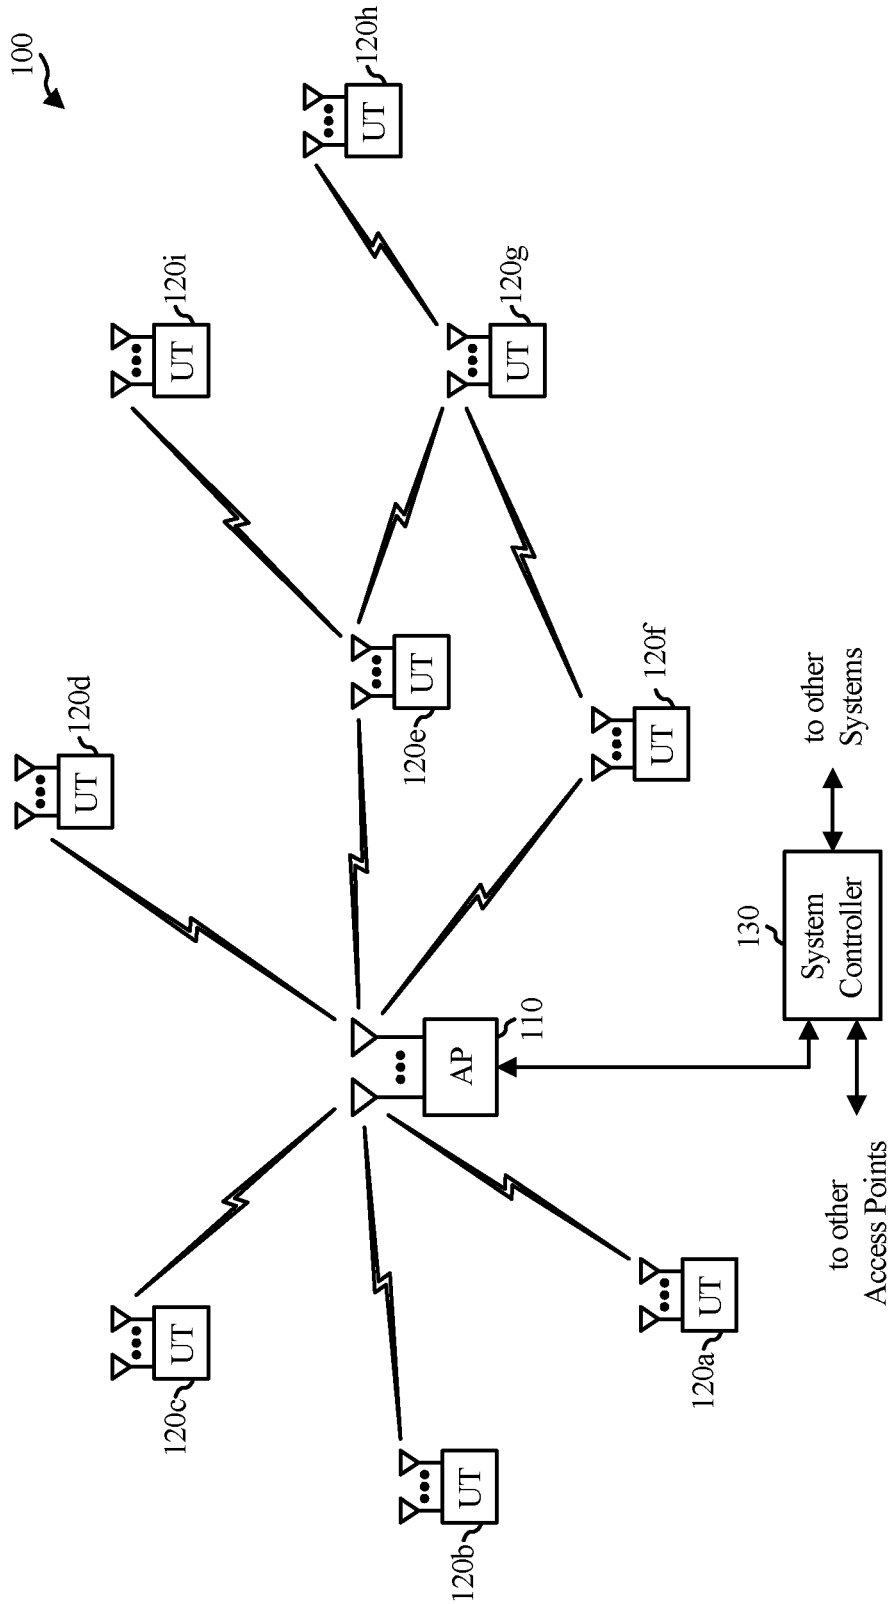 100
UT
120d
UT
120i
UT
120c
UT
120h
UT
120e
UT
120b
AP
110
UT
120g
UT
120f
UT
120a
130
System
Controller
to other
Systems
to other
Access Points